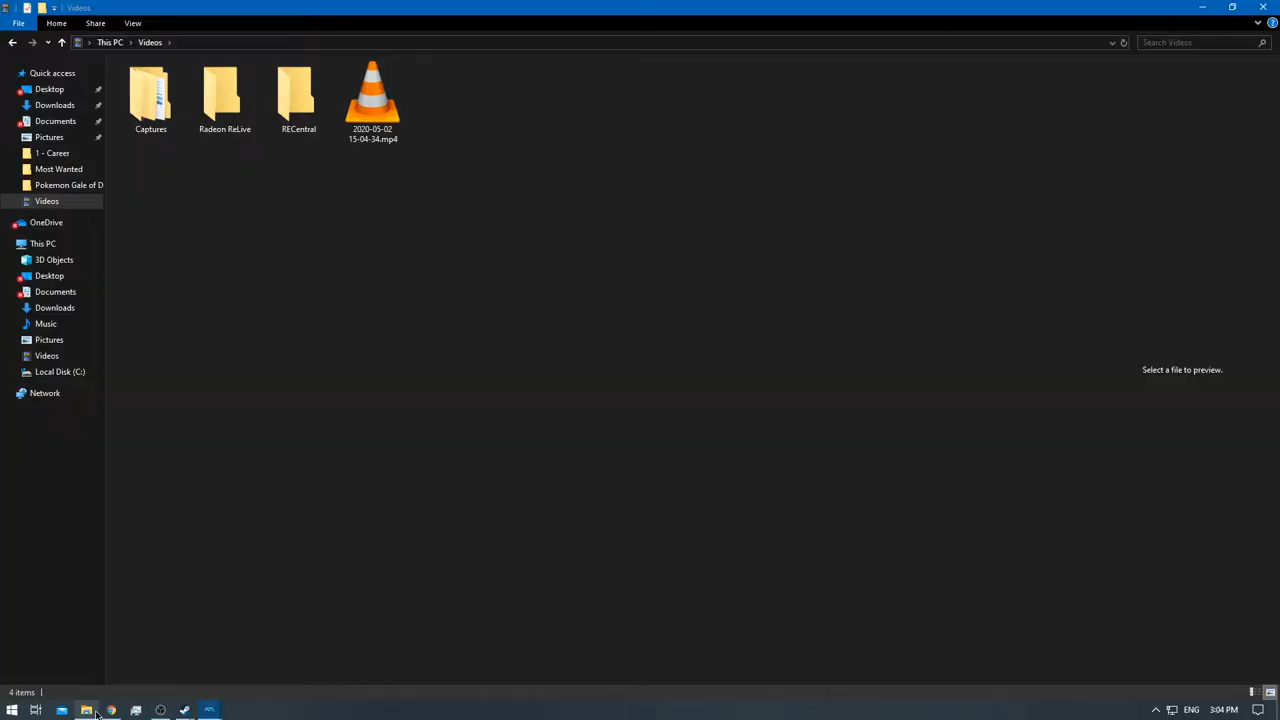 Videos
File Home Share View
This PC Videos
Search Videos
Quick access
Desktop
Downloads
Documents
Pictures
1 - Career
Most Wanted
Pokemon Gale of D
Videos
OneDrive
This PC
3D Objects
Desktop
Documents
Downloads
Music
Pictures
Videos
Local Disk (C:)
Network
Captures
Radeon ReLive
RECentral
2020-05-02
15-04-34.mp4
Select a file to preview.
4 items
ENG 3:04 PM